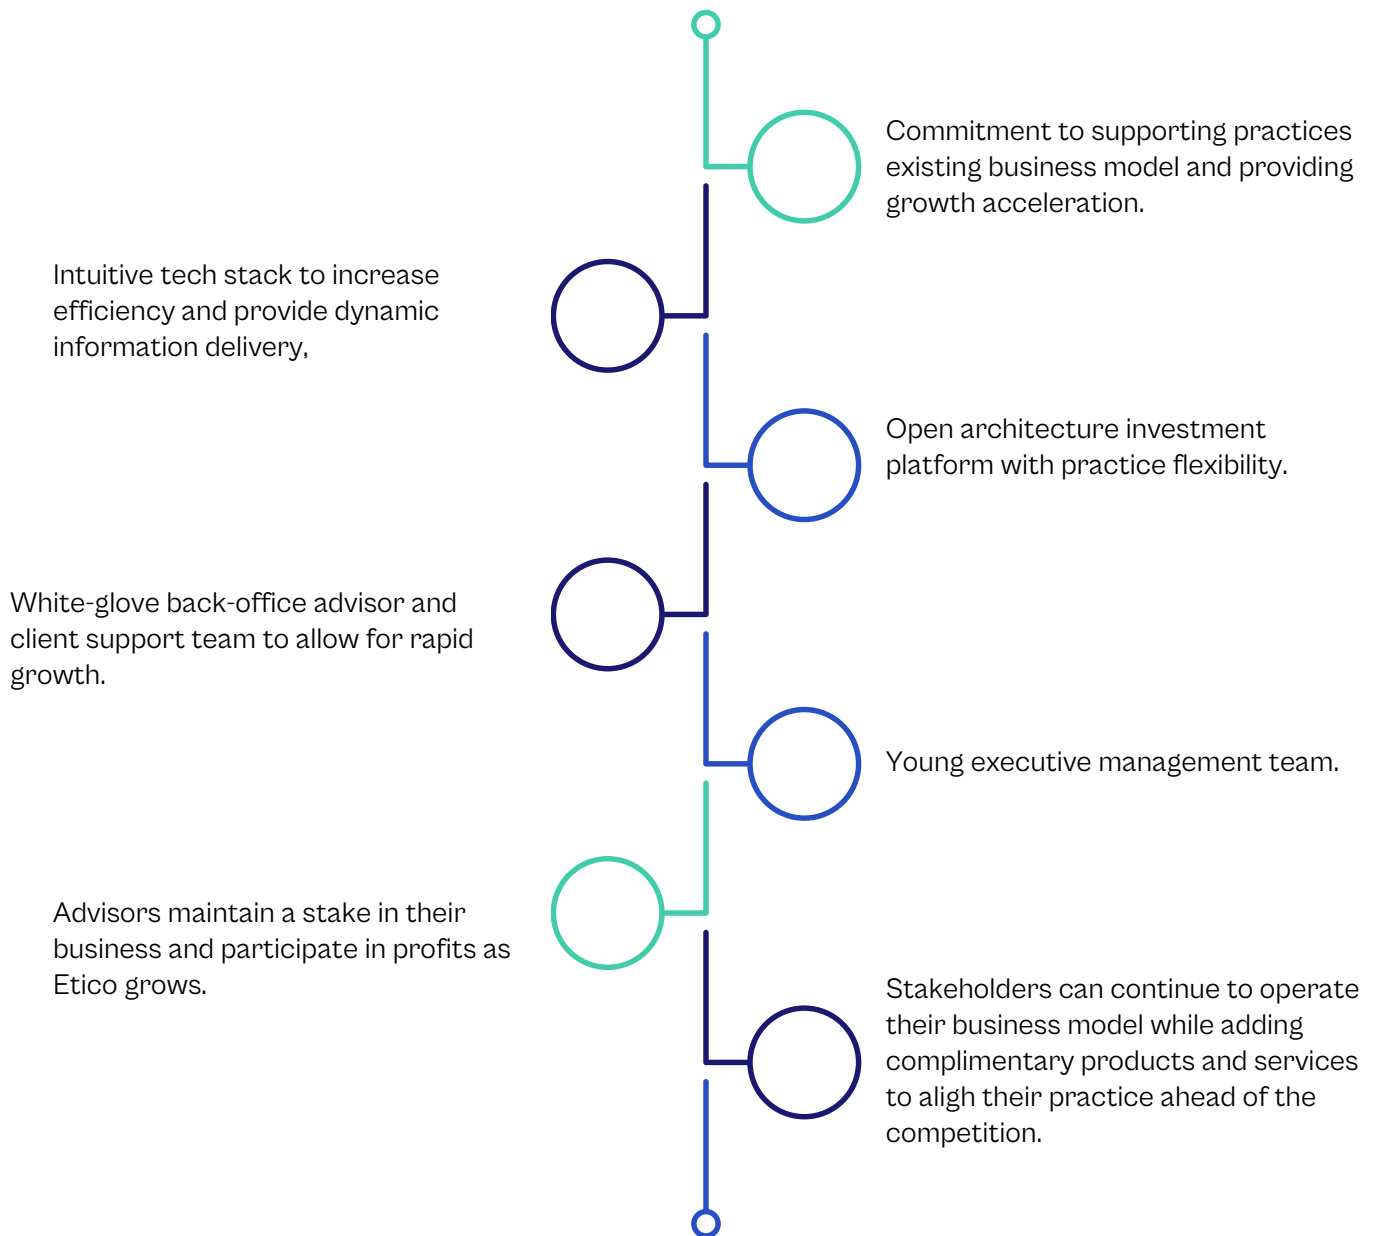 Commitment to supporting practices
existing business model and providing
growth acceleration.
Intuitive tech stack to increase
efficiency and provide dynamic
information delivery,
Open architecture investment
platform with practice flexibility.
White-glove back-office advisor and
client support team to allow for rapid
growth.
Young executive management team.
Advisors maintain a stake in their
business and participate in profits as
Etico grows.
Stakeholders can continue to operate
their business model while adding
complimentary products and services
to aligh their practice ahead of the
competition.